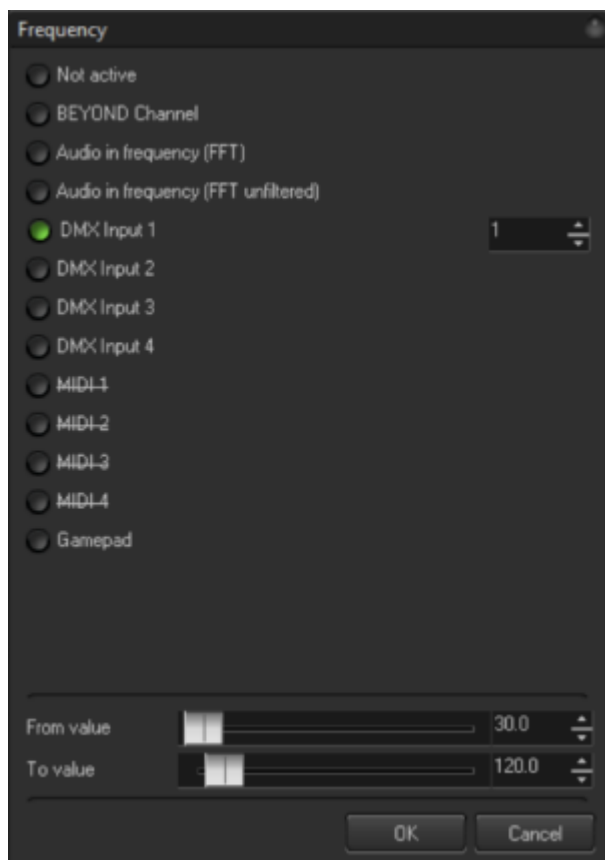 Frequency
Not active
BEYOND Channel
Audio in frequency (FFT)
Audio in frequency (FFT unfiltered)
DMX Input 1 1
DMX Input 2
DMX Input 3
DMX Input 4
MIDI 1
MIDI 2
MIDI 3
MIDI 4
Gamepad
From value 30.0
To value 120.0
OK Cancel